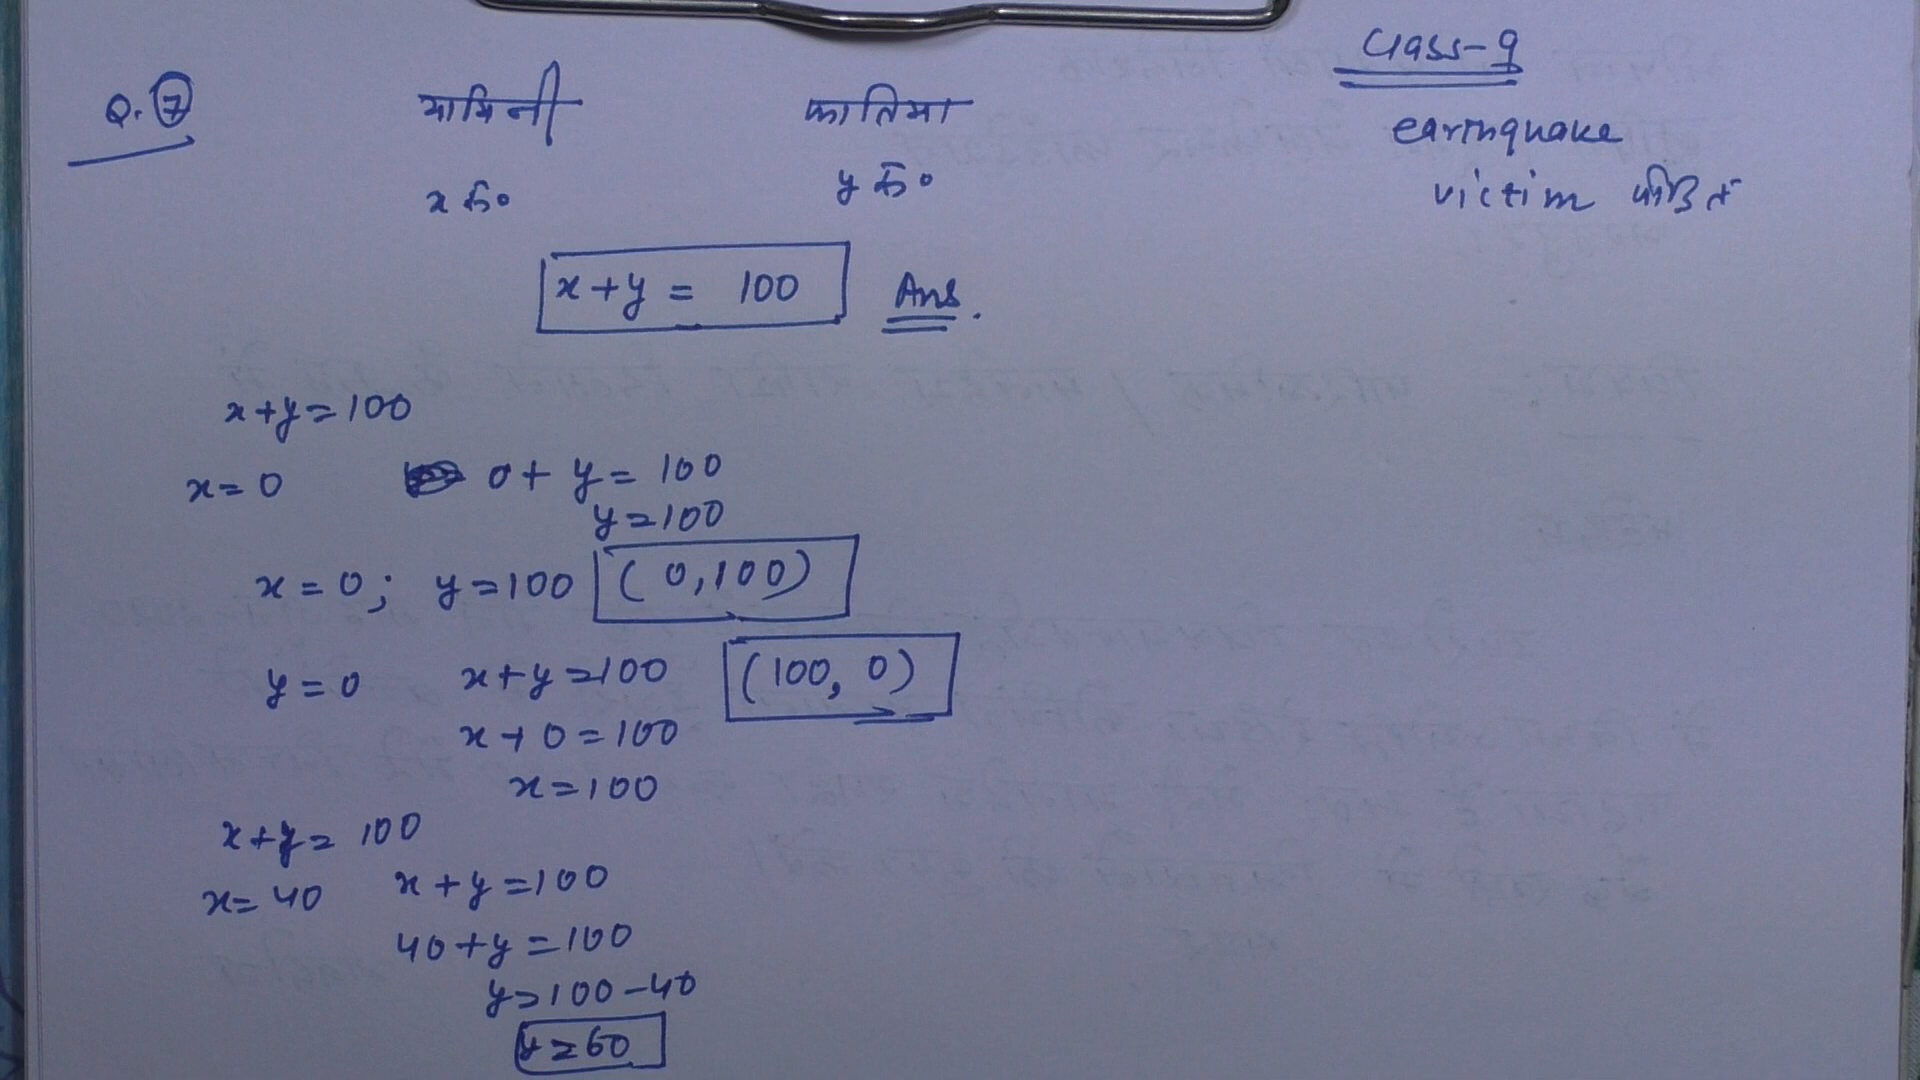 Class-9
Q. 7 यामिनी फातिमा
earthquake
victim पीड़ित
x रू० y रू०
x+y = 100 Ans.
x+y=100
x=0 0+ y= 100
y=100
x=0; y=100 (0,100)
y=0 x+y=100 (100, 0)
x+0=100
x=100
x+y= 100
x=40 x+y=100
40+y=100
y=100-40
y=60